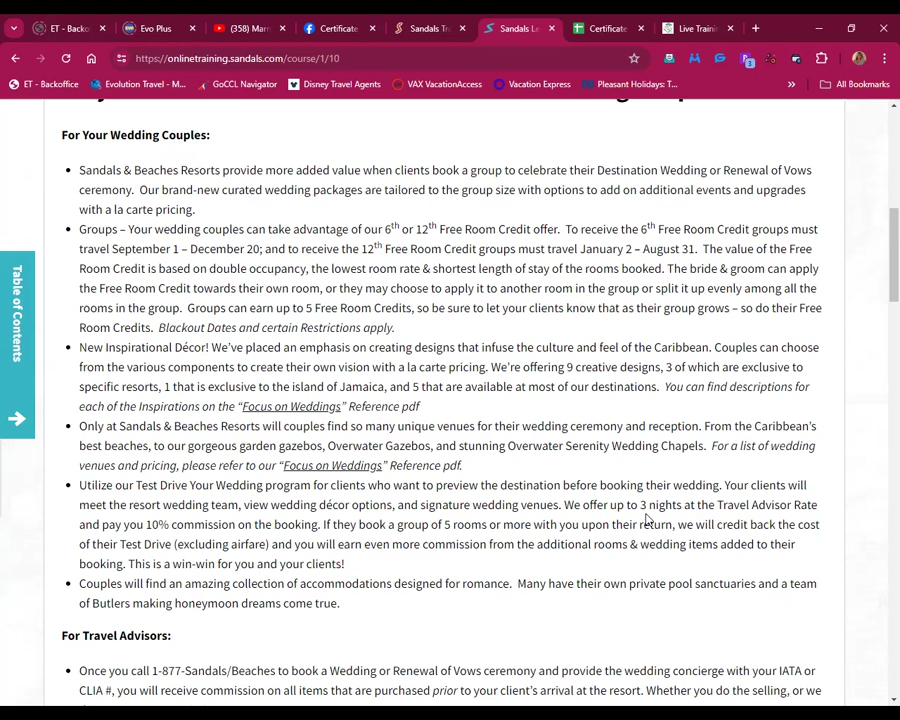 ET - Backo
Evo Plus
(358) Marr
Certificate
Sandals Tr
Sandals Le
Certificate
Live Traini
https://onlinetraining.sandals.com/course/1/10
ET - Backoffice
Evolution Travel - M...
GoCCL Navigator
Disney Travel Agents
VAX VacationAccess
Vacation Express
Pleasant Holidays: T...
»
All Bookmarks
For Your Wedding Couples:
• Sandals & Beaches Resorts provide more added value when clients book a group to celebrate their Destination Wedding or Renewal of Vows
ceremony. Our brand-new curated wedding packages are tailored to the group size with options to add on additional events and upgrades
with a la carte pricing.
• Groups – Your wedding couples can take advantage of our 6th or 12th Free Room Credit offer. To receive the 6th Free Room Credit groups must
travel September 1 – December 20; and to receive the 12th Free Room Credit groups must travel January 2 – August 31. The value of the Free
Room Credit is based on double occupancy, the lowest room rate & shortest length of stay of the rooms booked. The bride & groom can apply
the Free Room Credit towards their own room, or they may choose to apply it to another room in the group or split it up evenly among all the
rooms in the group. Groups can earn up to 5 Free Room Credits, so be sure to let your clients know that as their group grows – so do their Free
Room Credits. Blackout Dates and certain Restrictions apply.
• New Inspirational Décor! We've placed an emphasis on creating designs that infuse the culture and feel of the Caribbean. Couples can choose
from the various components to create their own vision with a la carte pricing. We're offering 9 creative designs, 3 of which are exclusive to
specific resorts, 1 that is exclusive to the island of Jamaica, and 5 that are available at most of our destinations. You can find descriptions for
each of the Inspirations on the "Focus on Weddings" Reference pdf
• Only at Sandals & Beaches Resorts will couples find so many unique venues for their wedding ceremony and reception. From the Caribbean's
best beaches, to our gorgeous garden gazebos, Overwater Gazebos, and stunning Overwater Serenity Wedding Chapels. For a list of wedding
venues and pricing, please refer to our "Focus on Weddings" Reference pdf.
• Utilize our Test Drive Your Wedding program for clients who want to preview the destination before booking their wedding. Your clients will
meet the resort wedding team, view wedding décor options, and signature wedding venues. We offer up to 3 nights at the Travel Advisor Rate
and pay you 10% commission on the booking. If they book a group of 5 rooms or more with you upon their return, we will credit back the cost
of their Test Drive (excluding airfare) and you will earn even more commission from the additional rooms & wedding items added to their
booking. This is a win-win for you and your clients!
• Couples will find an amazing collection of accommodations designed for romance. Many have their own private pool sanctuaries and a team
of Butlers making honeymoon dreams come true.
For Travel Advisors:
• Once you call 1-877-Sandals/Beaches to book a Wedding or Renewal of Vows ceremony and provide the wedding concierge with your IATA or
CLIA #, you will receive commission on all items that are purchased prior to your client's arrival at the resort. Whether you do the selling, or we
Table of Contents